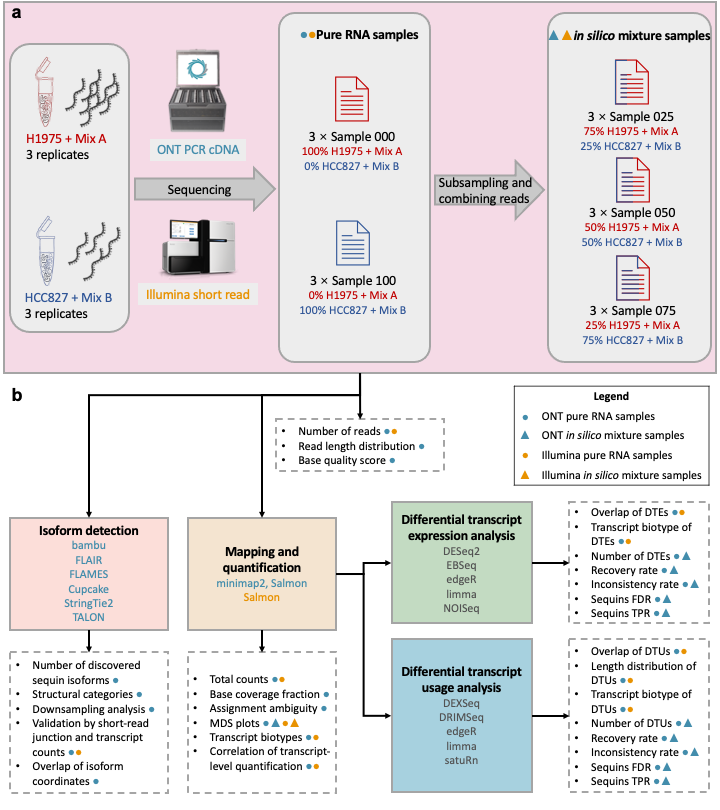 a
H1975 + Mix A
3 replicates
HCC827 + Mix B
3 replicates
ONT PCR cDNA
Sequencing
Illumina short read
Pure RNA samples
3 × Sample 000
100% H1975 + Mix A
0% HCC827 + Mix B
3 × Sample 100
0% H1975 + Mix A
100% HCC827 + Mix B
Subsampling and
combining reads
in silico mixture samples
3 × Sample 025
75% H1975 + Mix A
25% HCC827 + Mix B
3 × Sample 050
50% H1975 + Mix A
50% HCC827 + Mix B
3 × Sample 075
25% H1975 + Mix A
75% HCC827 + Mix B
b
• Number of reads
• Read length distribution
• Base quality score
Legend
ONT pure RNA samples
ONT in silico mixture samples
Illumina pure RNA samples
Illumina in silico mixture samples
Isoform detection
bambu
FLAIR
FLAMES
Cupcake
StringTie2
TALON
• Number of discovered
sequin isoforms
• Structural categories
• Downsampling analysis
• Validation by short-read
junction and transcript
counts
• Overlap of isoform
coordinates
Mapping and
quantification
minimap2, Salmon
Salmon
• Total counts
• Base coverage fraction
• Assignment ambiguity
• MDS plots
• Transcript biotypes
• Correlation of transcript-
level quantification
Differential transcript
expression analysis
DESeq2
EBSeq
edgeR
limma
NOISeq
• Overlap of DTEs
• Transcript biotype of
DTEs
• Number of DTEs
• Recovery rate
• Inconsistency rate
• Sequins FDR
• Sequins TPR
Differential transcript
usage analysis
DEXSeq
DRIMSeq
edgeR
limma
satuRn
• Overlap of DTUs
• Length distribution of
DTUs
• Transcript biotype of
DTUs
• Number of DTUs
• Recovery rate
• Inconsistency rate
• Sequins FDR
• Sequins TPR